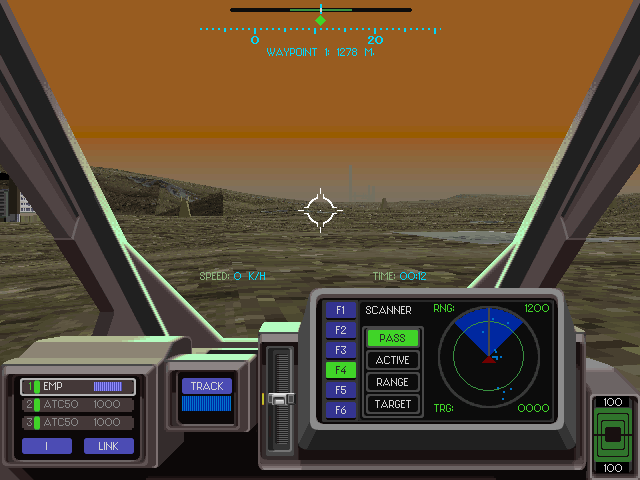 0 20
WAYPOINT 1: 1278 M.
SPEED: 0 K/H
TIME: 00:12
F1
F2
F3
F4
F5
F6
SCANNER
PASS
ACTIVE
RANGE
TARGET
RNG: 1200
TRG: 0000
1 EMP
2 ATC50 1000
3 ATC50 1000
1 LINK
TRACK
100
100